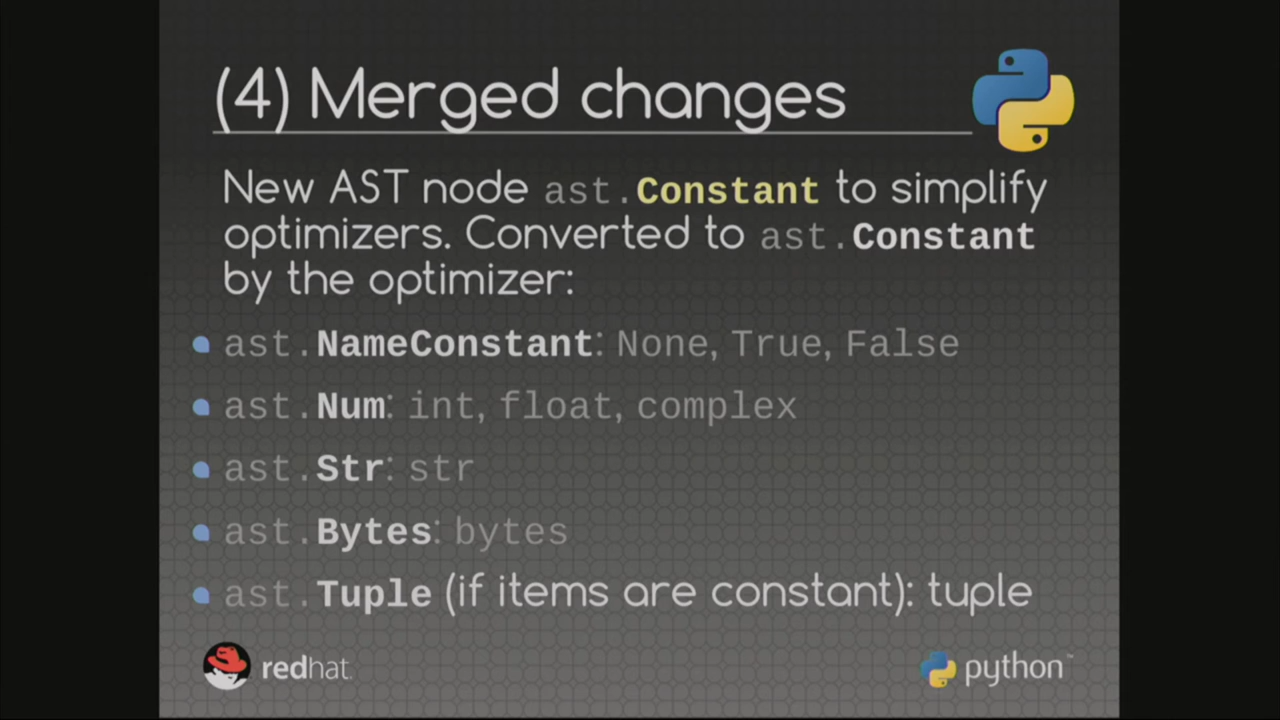 (4) Merged changes
New AST node ast.Constant to simplify
optimizers. Converted to ast.Constant
by the optimizer:
ast.NameConstant: None, True, False
ast.Num: int, float, complex
ast.Str: str
ast.Bytes: bytes
ast.Tuple (if items are constant): tuple
redhat.
python™